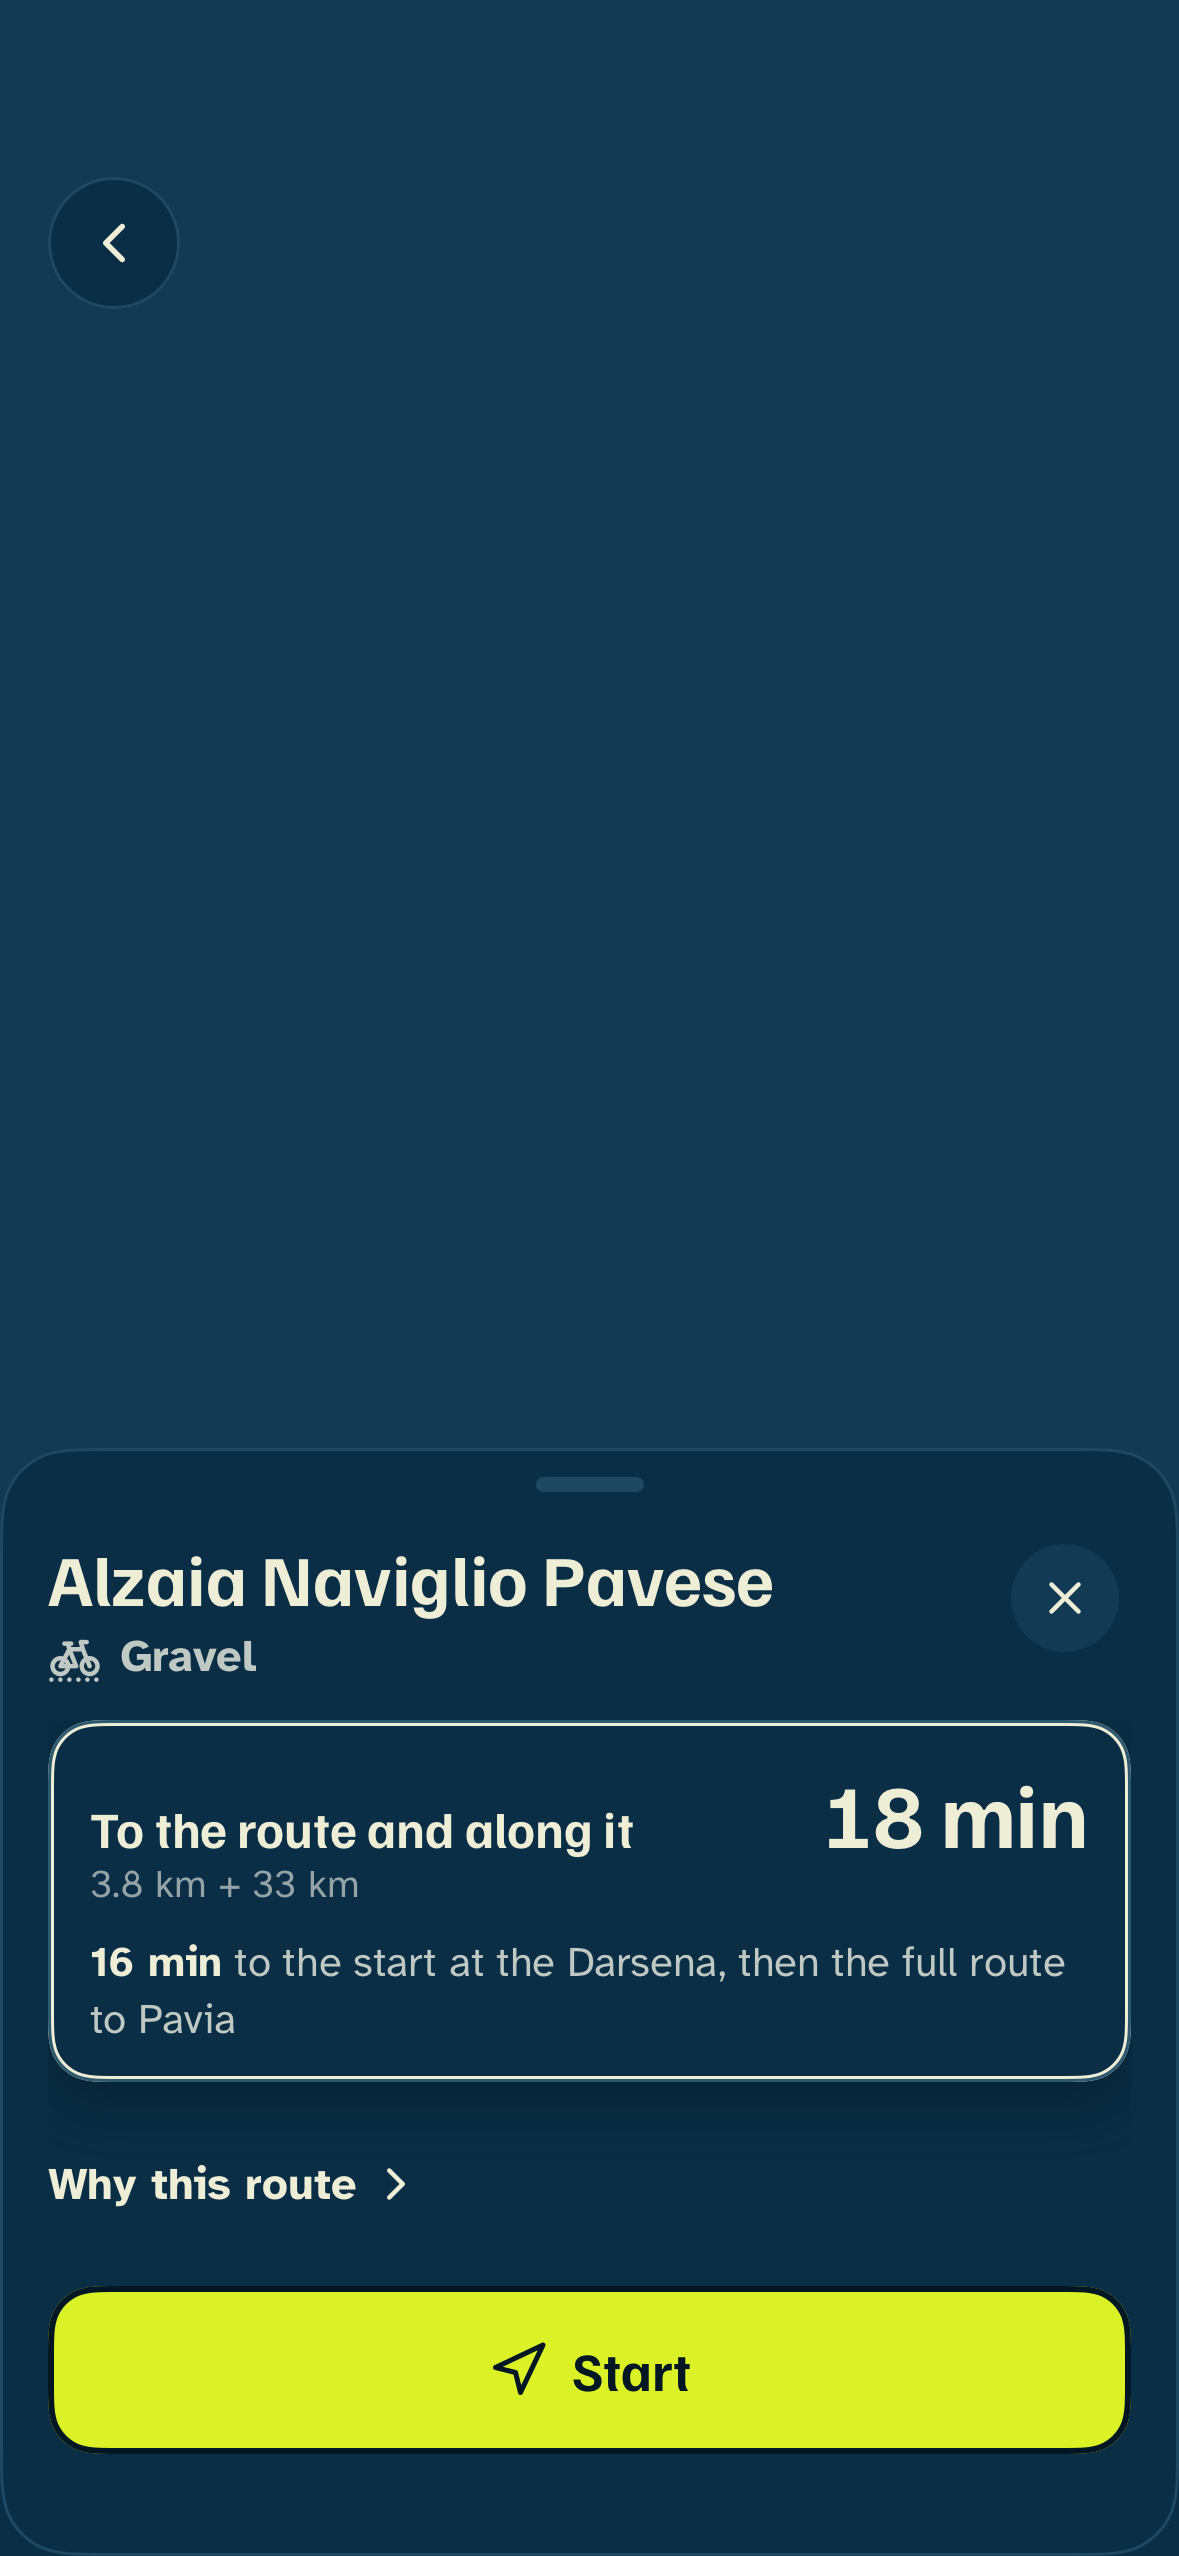 Alzaia Naviglio Pavese
Gravel
To the route and along it
18 min
3.8 km + 33 km
16 min to the start at the Darsena, then the full route
to Pavia
Why this route
Start